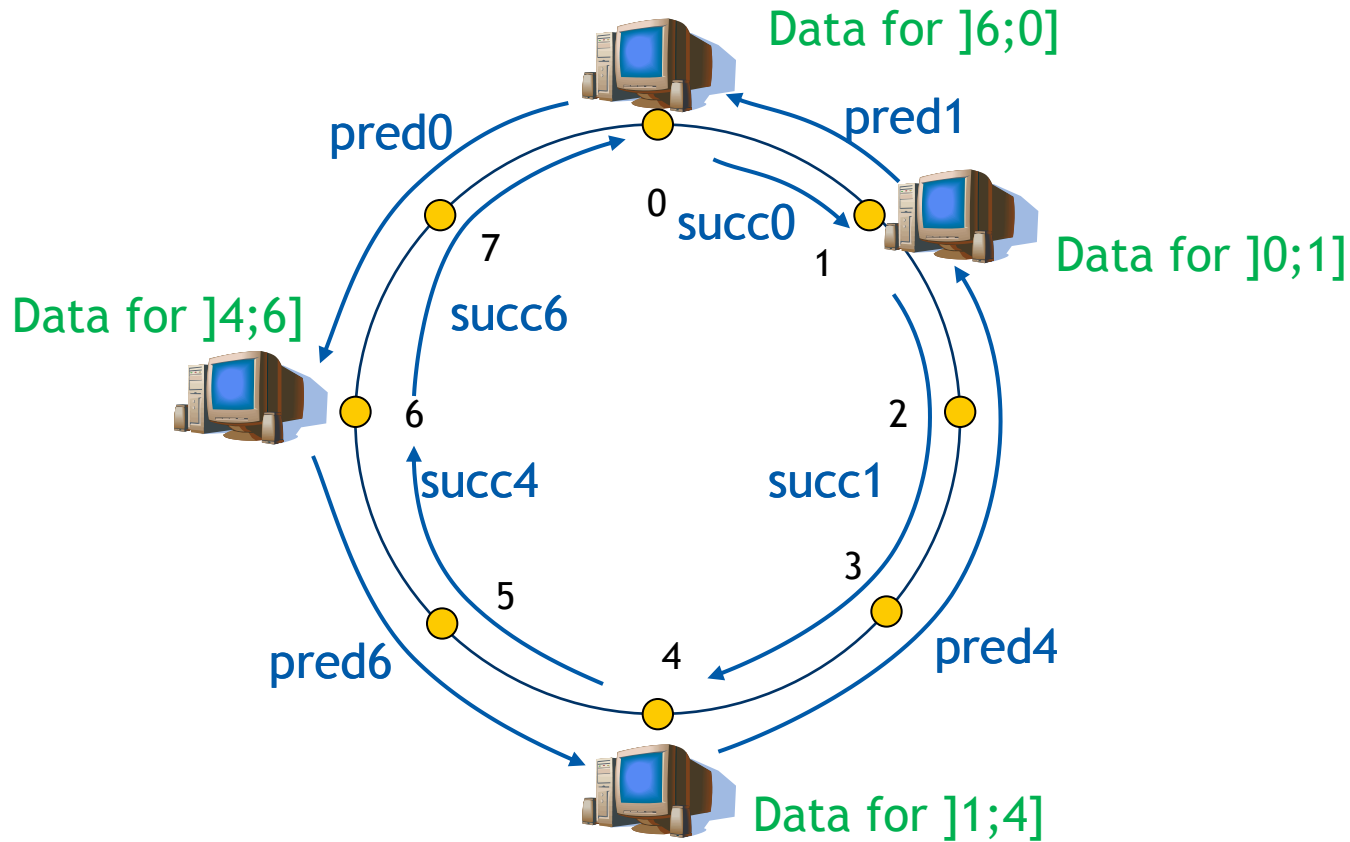 Data for ]6;0]
pred0
pred1
0
succ0
7
1
Data for ]0;1]
Data for ]4;6]
succ6
6
2
succ4
succ1
3
5
4
pred6
pred4
Data for ]1;4]